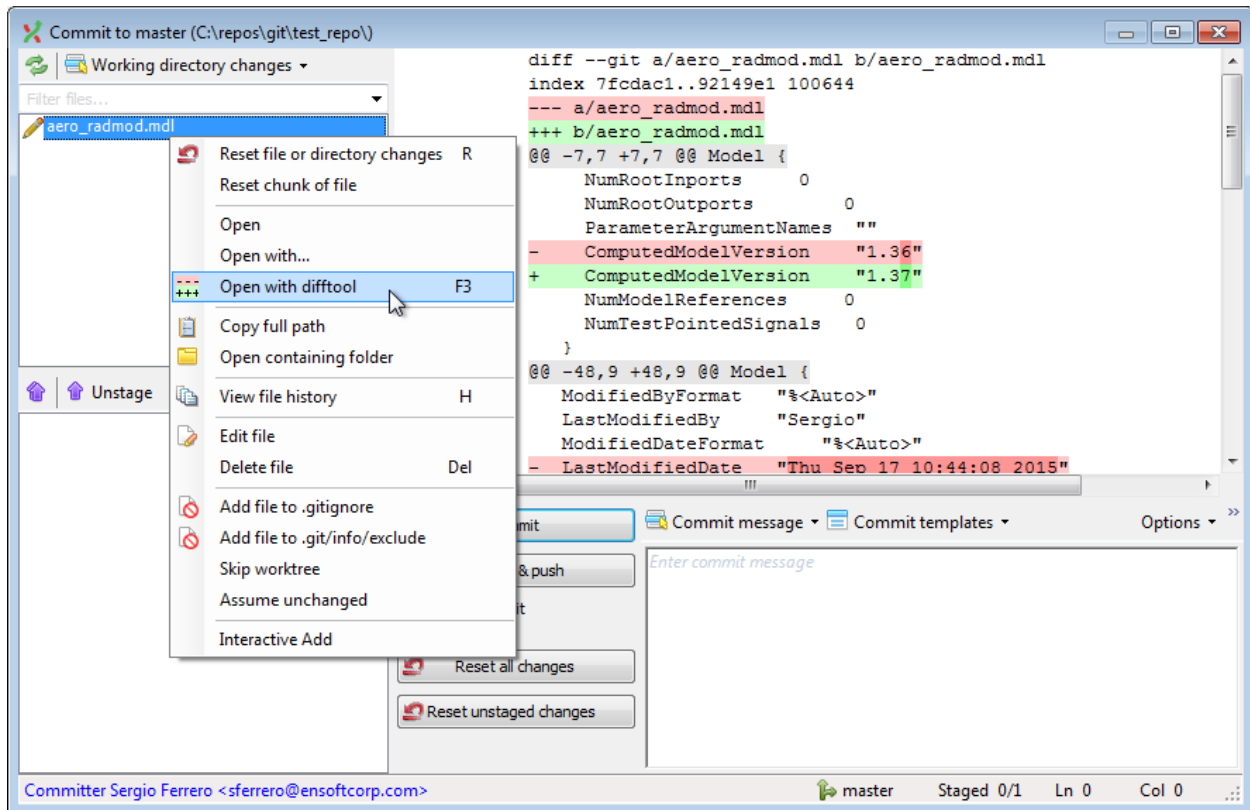 Commit to master (C:\repos\git\test_repo\)
Working directory changes
Filter files...
aero_radmod.mdl
Reset file or directory changes R
Reset chunk of file
Open
Open with...
Open with difftool F3
Copy full path
Open containing folder
View file history H
Edit file
Delete file Del
Add file to .gitignore
Add file to .git/info/exclude
Skip worktree
Assume unchanged
Interactive Add
Unstage
diff --git a/aero_radmod.mdl b/aero_radmod.mdl
index 7fcdac1..92149e1 100644
--- a/aero_radmod.mdl
+++ b/aero_radmod.mdl
@@ -7,7 +7,7 @@ Model {
NumRootInports 0
NumRootOutports 0
ParameterArgumentNames ""
- ComputedModelVersion "1.36"
+ ComputedModelVersion "1.37"
NumModelReferences 0
NumTestPointedSignals 0
}
@@ -48,9 +48,9 @@ Model {
ModifiedByFormat "%<Auto>"
LastModifiedBy "Sergio"
ModifiedDateFormat "%<Auto>"
- LastModifiedDate "Thu Sep 17 10:44:08 2015"
mit
& push
it
Reset all changes
Reset unstaged changes
Commit message Commit templates Options
Enter commit message
Committer Sergio Ferrero <sferrero@ensoftcorp.com> master Staged 0/1 Ln 0 Col 0